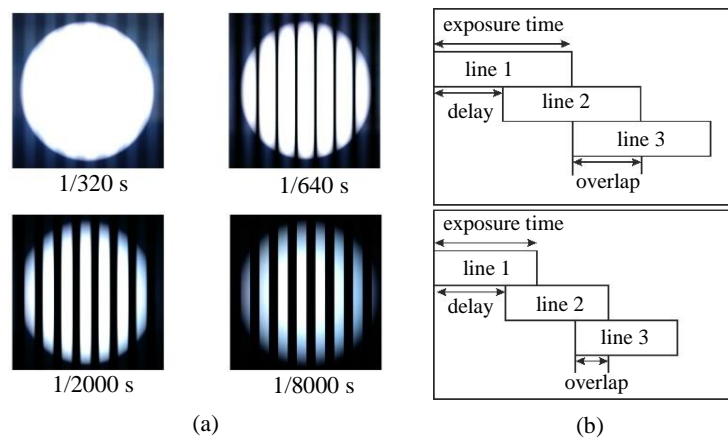 1/320 s
1/640 s
1/2000 s
1/8000 s
(a)
exposure time
line 1
line 2
delay
line 3
overlap
exposure time
line 1
line 2
delay
line 3
overlap
(b)